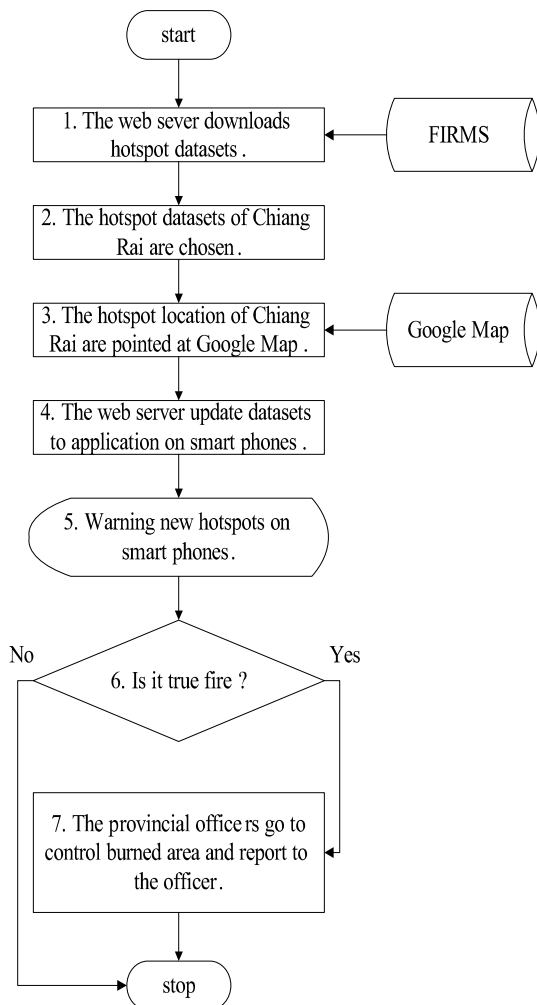 start
1. The web sever downloads
hotspot datasets .
FIRMS
2. The hotspot datasets of Chiang
Rai are chosen .
3. The hotspot location of Chiang
Rai are pointed at Google Map .
Google Map
4. The web server update datasets
to application on smart phones .
5. Warning new hotspots on
smart phones.
No
Yes
6. Is it true fire ?
7. The provincial officers go to
control burned area and report to
the officer.
stop